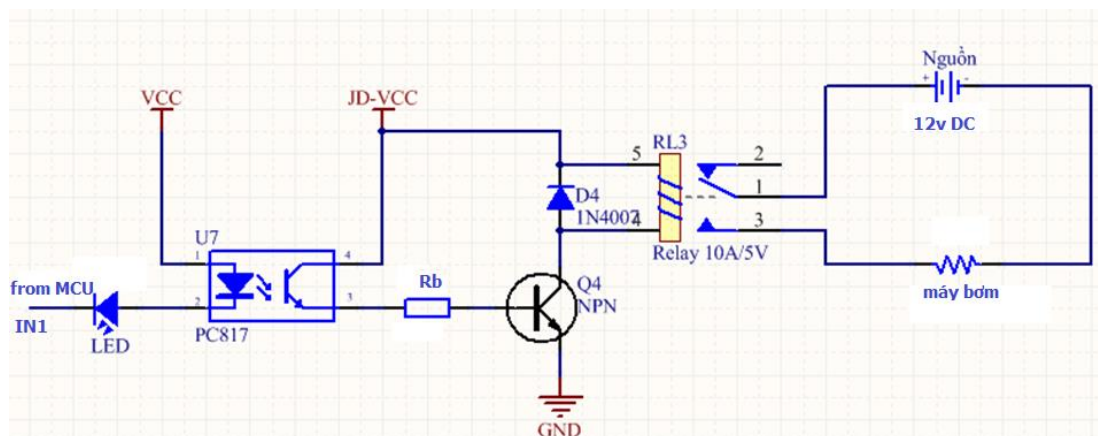 Nguồn
+ -
12v DC
VCC
JD-VCC
RL3
5
2
1
D4
1N4007
4
3
Relay 10A/5V
U7
1
4
from MCU
Rb
Q4
NPN
máy bơm
2
3
IN1
PC817
LED
GND